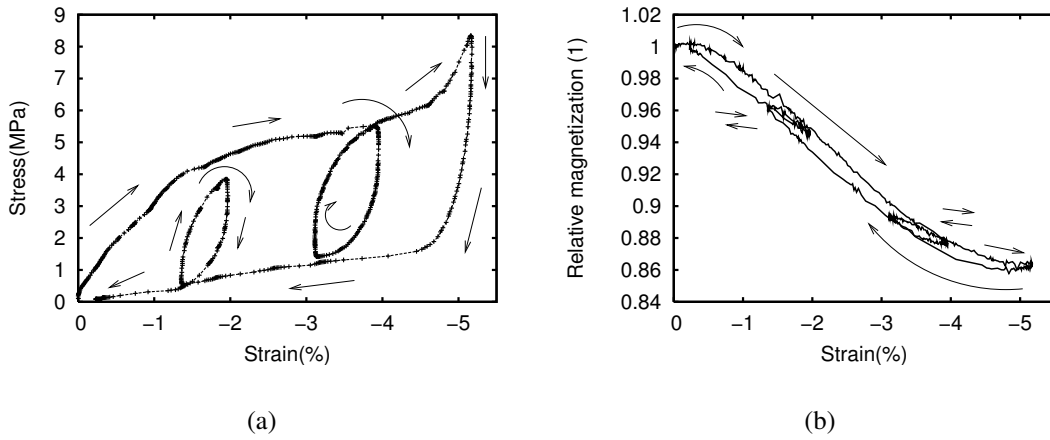 9
8
7
6
5
4
3
2
1
0
Stress(MPa)
0 −1 −2 −3 −4 −5
Strain(%)
(a)
1.02
1
0.98
0.96
0.94
0.92
0.9
0.88
0.86
0.84
Relative magnetization (1)
0 −1 −2 −3 −4 −5
Strain(%)
(b)